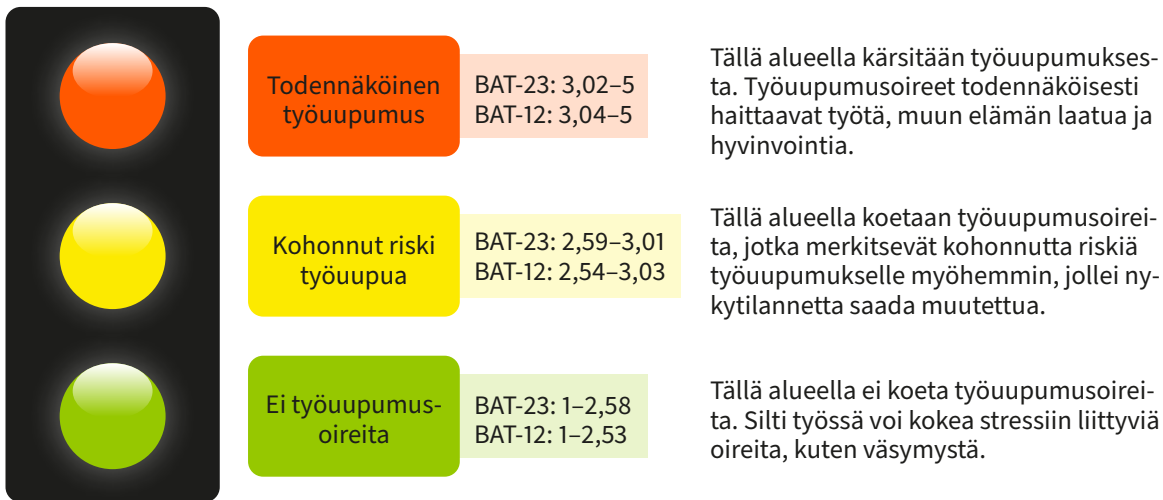 Todennäköinen
työuupumus
BAT-23: 3,02–5
BAT-12: 3,04–5
Tällä alueella kärsitään työuupumukses-
ta. Työuupumusoireet todennäköisesti
haittaavat työtä, muun elämän laatua ja
hyvinvointia.
Kohonnut riski
työuupua
BAT-23: 2,59–3,01
BAT-12: 2,54–3,03
Tällä alueella koetaan työuupumusoirei-
ta, jotka merkitsevät kohonnutta riskiä
työuupumukselle myöhemmin, jollei ny-
kytilannetta saada muutettua.
Ei työuupumus-
oireita
BAT-23: 1–2,58
BAT-12: 1–2,53
Tällä alueella ei koeta työuupumusoirei-
ta. Silti työssä voi kokea stressiin liittyviä
oireita, kuten väsymystä.